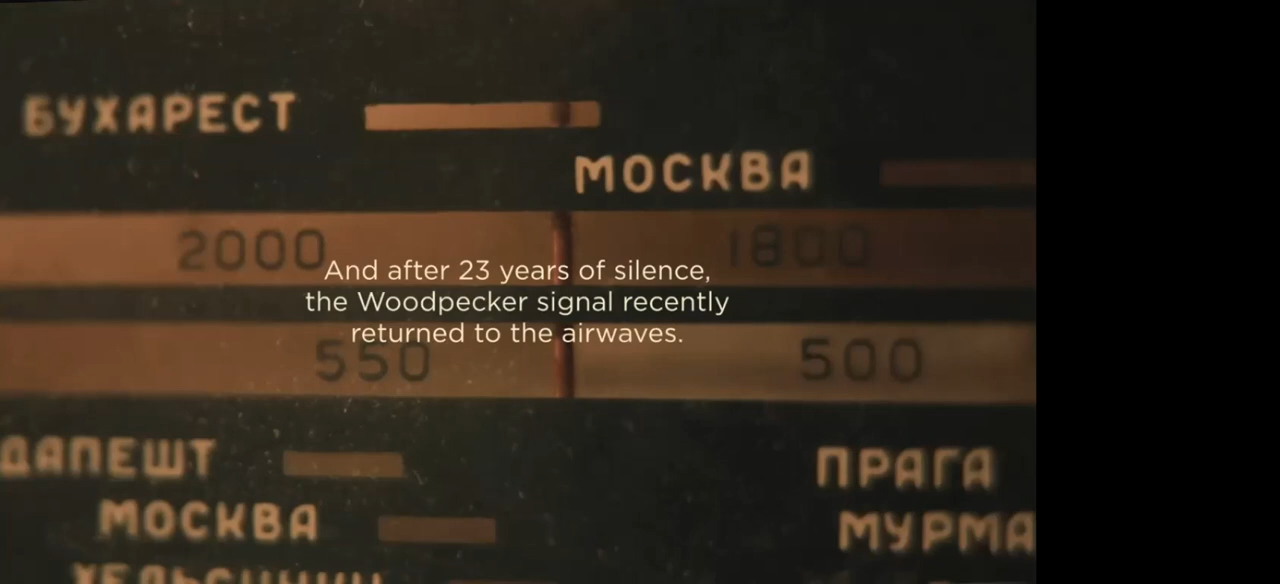 БУХАРЕСТ
МОСКВА
2000
1800
And after 23 years of silence,
the Woodpecker signal recently
returned to the airwaves.
550
500
ДАПЕШТ
ПРАГА
МОСКВА
МУРМА